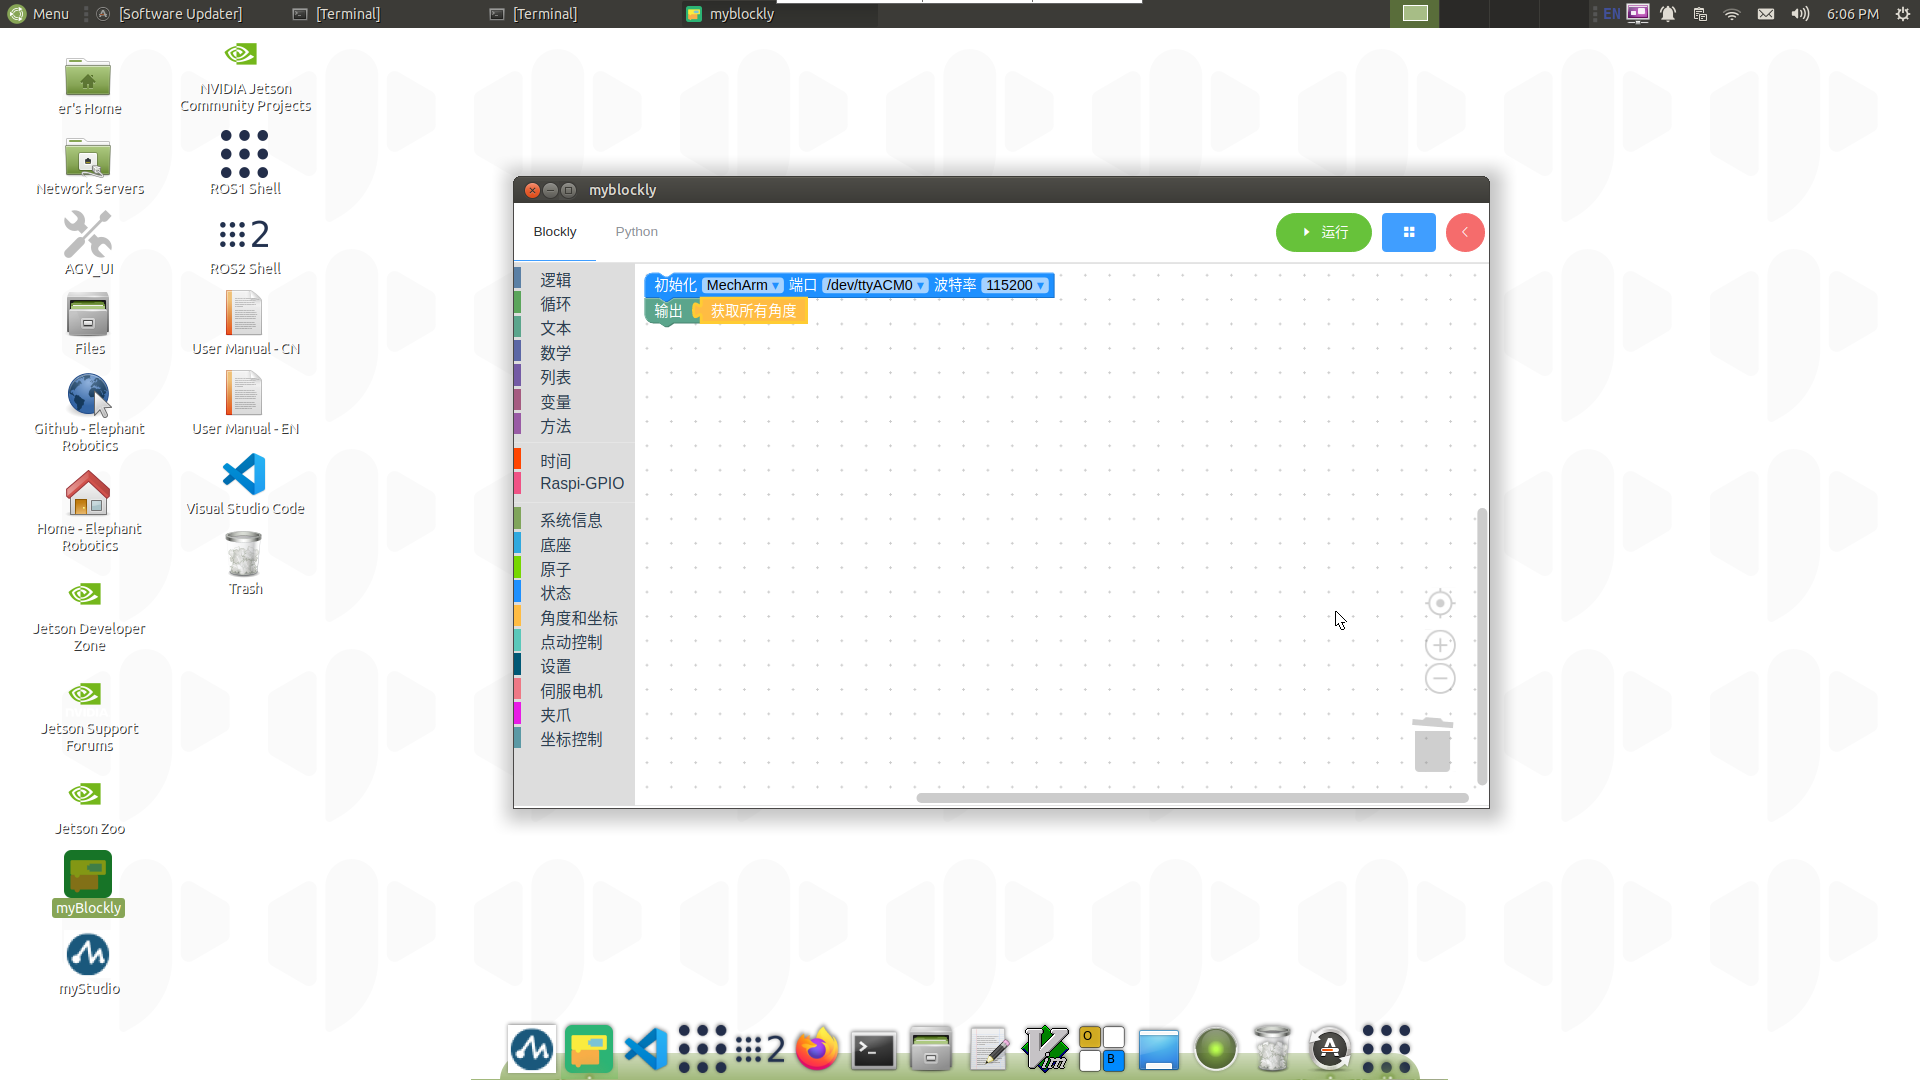 Menu
[Software Updater]
[Terminal]
[Terminal]
myblockly
EN
6:06 PM
er's Home
NVIDIA Jetson
Community Projects
Network Servers
ROS1 Shell
2
AGV_UI
ROS2 Shell
Files
User Manual - CN
Github - Elephant
Robotics
User Manual - EN
Home - Elephant
Robotics
Visual Studio Code
Trash
Jetson Developer
Zone
Jetson Support
Forums
Jetson Zoo
myBlockly
myStudio
myblockly
Blockly
Python
运行
逻辑
循环
文本
数学
列表
变量
方法
时间
Raspi-GPIO
系统信息
底座
原子
状态
角度和坐标
点动控制
设置
伺服电机
夹爪
坐标控制
初始化 MechArm 端口 /dev/ttyACM0 波特率 115200
输出 获取所有角度
2
Vim
O
B
A